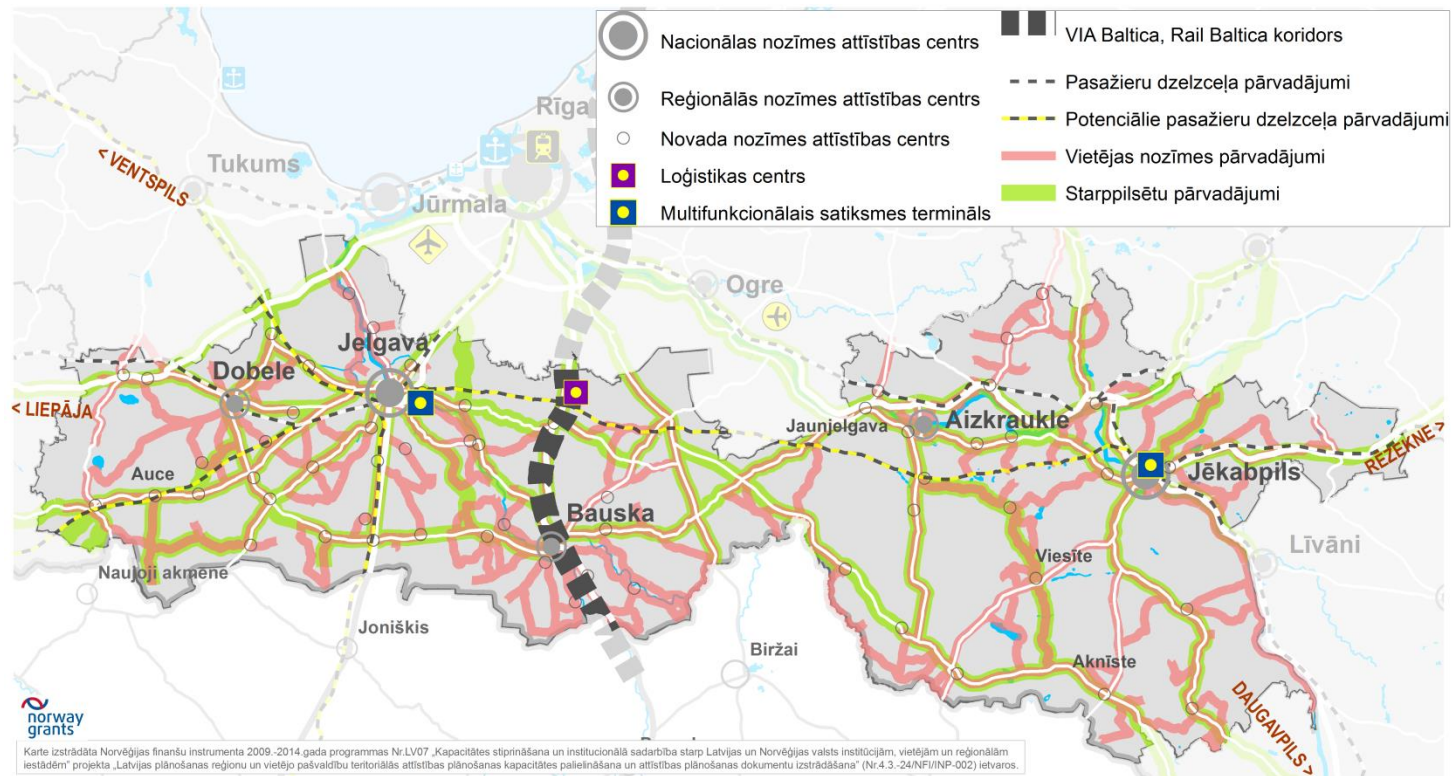 Nacionālas nozīmes attīstības centrs
Reģionālās nozīmes attīstības centrs
Novada nozīmes attīstības centrs
Loģistikas centrs
Multifunkcionālais satiksmes termināls
VIA Baltica, Rail Baltica koridors
Pasažieru dzelzceļa pārvadājumi
Potenciālie pasažieru dzelzceļa pārvadājumi
Vietējas nozīmes pārvadājumi
Starppilsētu pārvadājumi
Rīga
< VENTSPILS
Tukums
Jūrmala
Ogre
Jelgava
Dobele
< LIEPĀJA
Jaunjelgava
Aizkraukle
RĒZEKNE >
Auce
Jēkabpils
Bauska
Līvāni
Viesīte
Naujoji akmenė
Joniškis
Biržai
Aknīste
DAUGAVPILS >
norway
grants
Karte izstrādāta Norvēģijas finanšu instrumenta 2009.-2014.gada programmas Nr.LV07 „Kapacitātes stiprināšana un institucionālā sadarbība starp Latvijas un Norvēģijas valsts institūcijām, vietējām un reģionālām
iestādēm” projekta „Latvijas plānošanas reģionu un vietējo pašvaldību teritoriālās attīstības plānošanas kapacitātes palielināšana un attīstības plānošanas dokumentu izstrādāšana” (Nr.4.3.-24/NFI/INP-002) ietvaros.